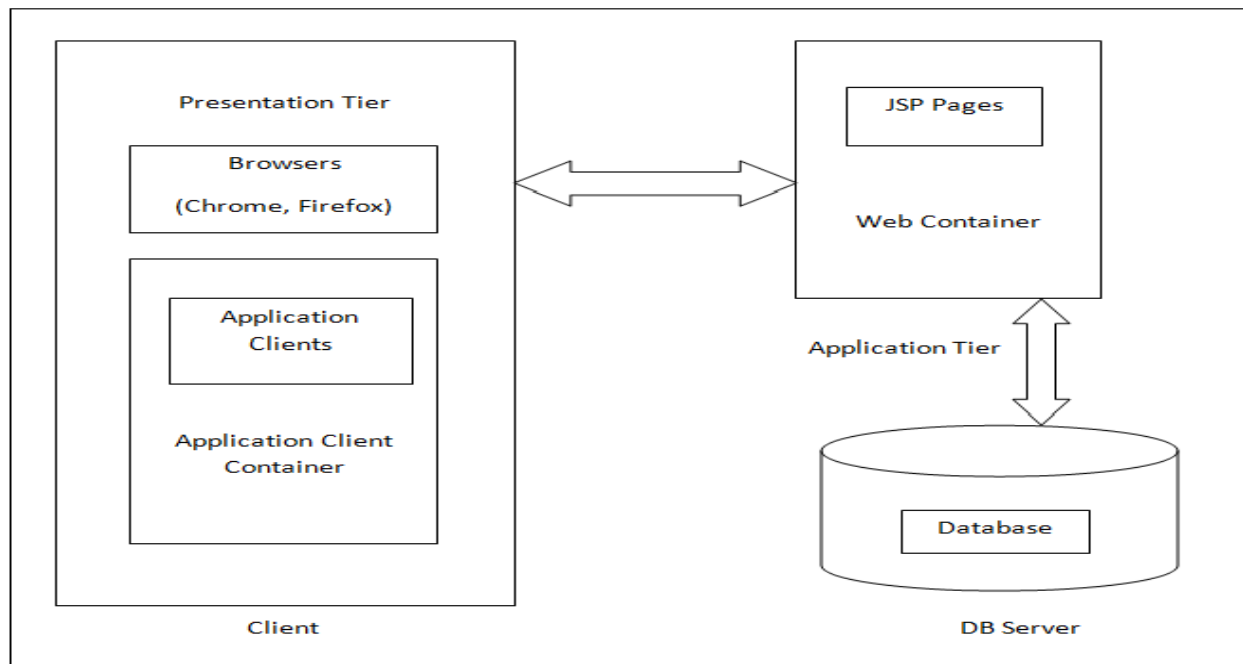 Presentation Tier
Browsers
(Chrome, Firefox)
Application
Clients
Application Client
Container
Client
JSP Pages
Web Container
Application Tier
Database
DB Server